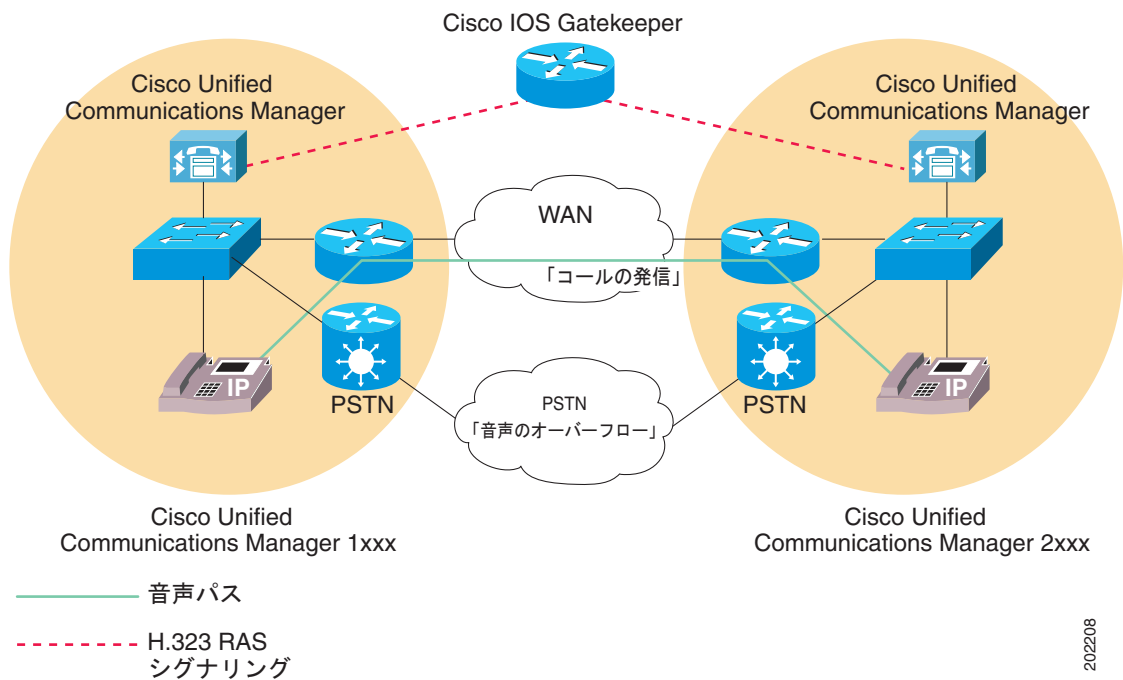 Cisco IOS Gatekeeper
Cisco Unified
Communications Manager
Cisco Unified
Communications Manager
WAN
「コールの発信」
IP
PSTN
PSTN
「音声のオーバーフロー」
PSTN
IP
Cisco Unified
Communications Manager 1xxx
Cisco Unified
Communications Manager 2xxx
音声パス
H.323 RAS
シグナリング
202208